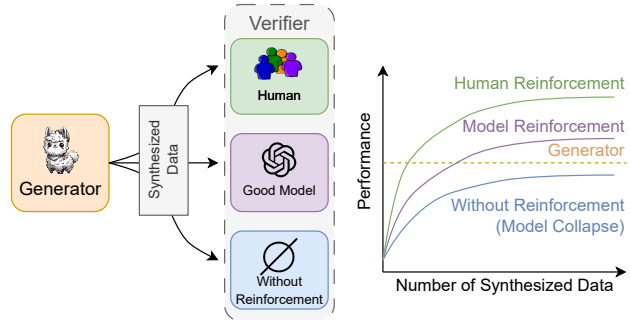 Verifier
Generator
Synthesized
Data
Human
Good Model
Without
Reinforcement
Performance
Human Reinforcement
Model Reinforcement
Generator
Without Reinforcement
(Model Collapse)
Number of Synthesized Data